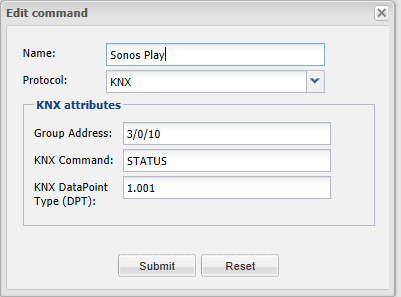 Edit command
Name: Sonos Play
Protocol: KNX
KNX attributes
Group Address: 3/0/10
KNX Command: STATUS
KNX DataPoint
Type (DPT): 1.001
Submit Reset